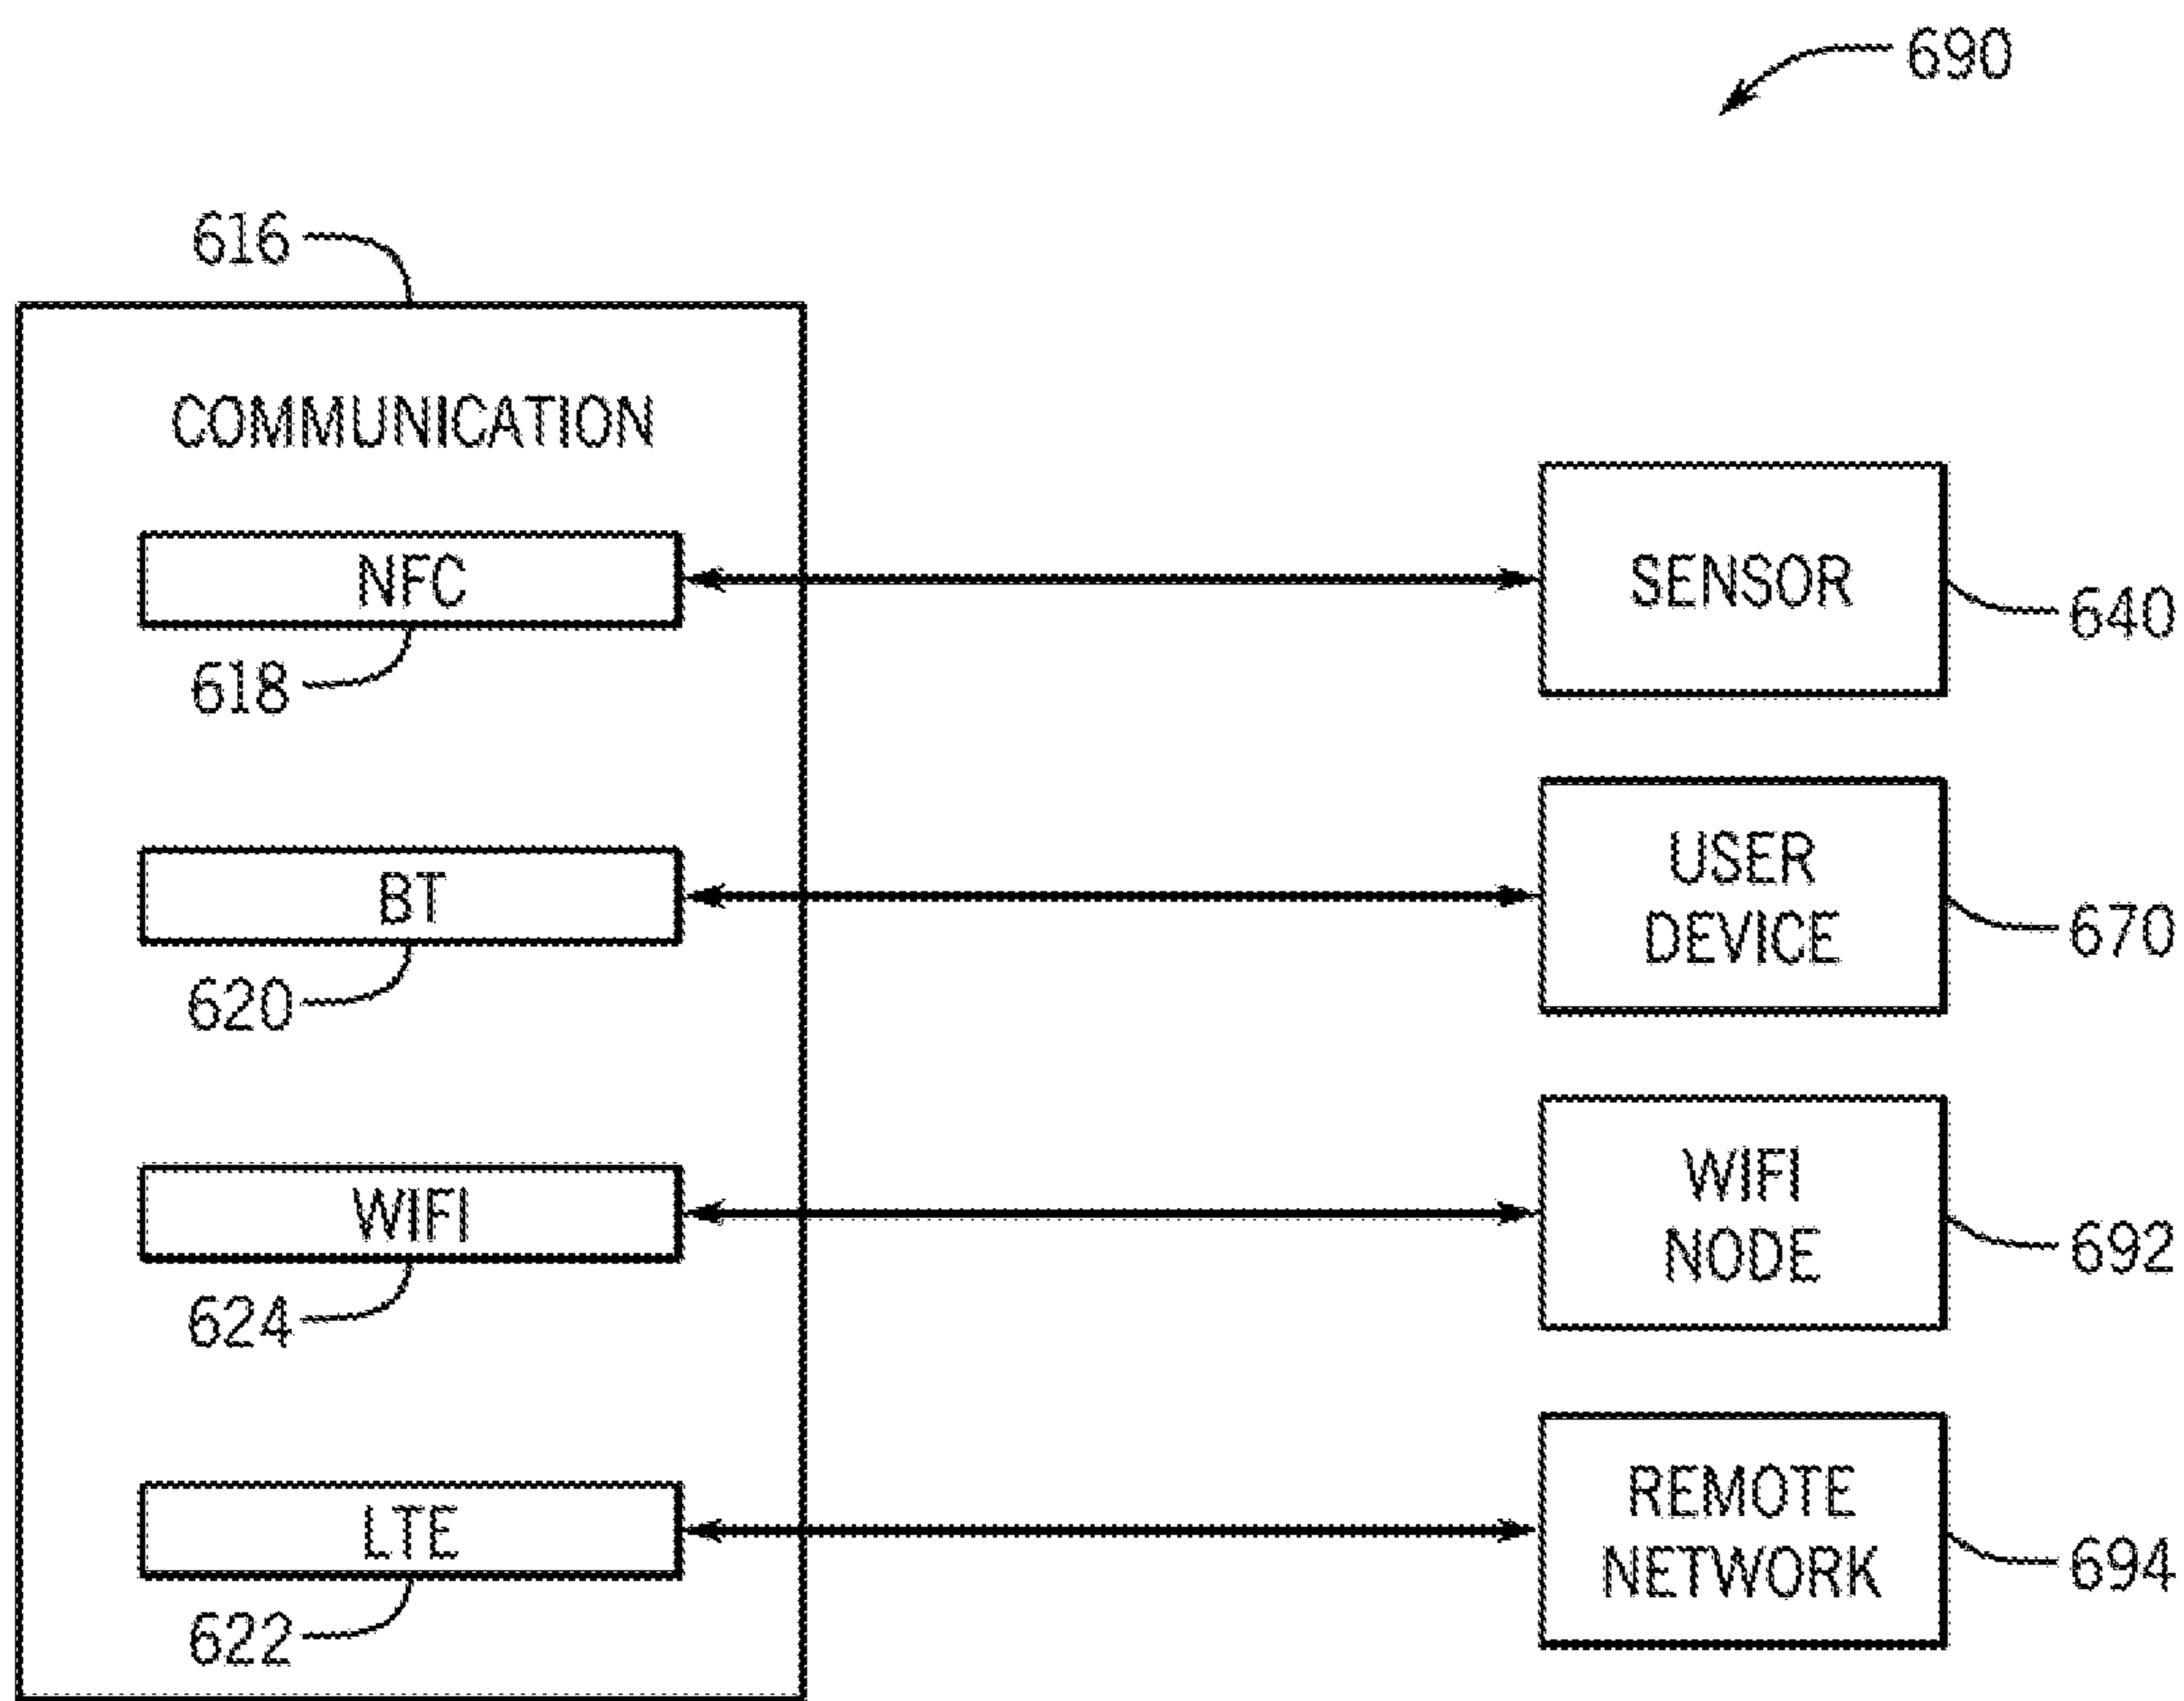 690
616
COMMUNICATION
NFC
618
SENSOR
640
BT
620
USER
DEVICE
670
WIFI
624
WIFI
NODE
692
LTE
622
REMOTE
NETWORK
694